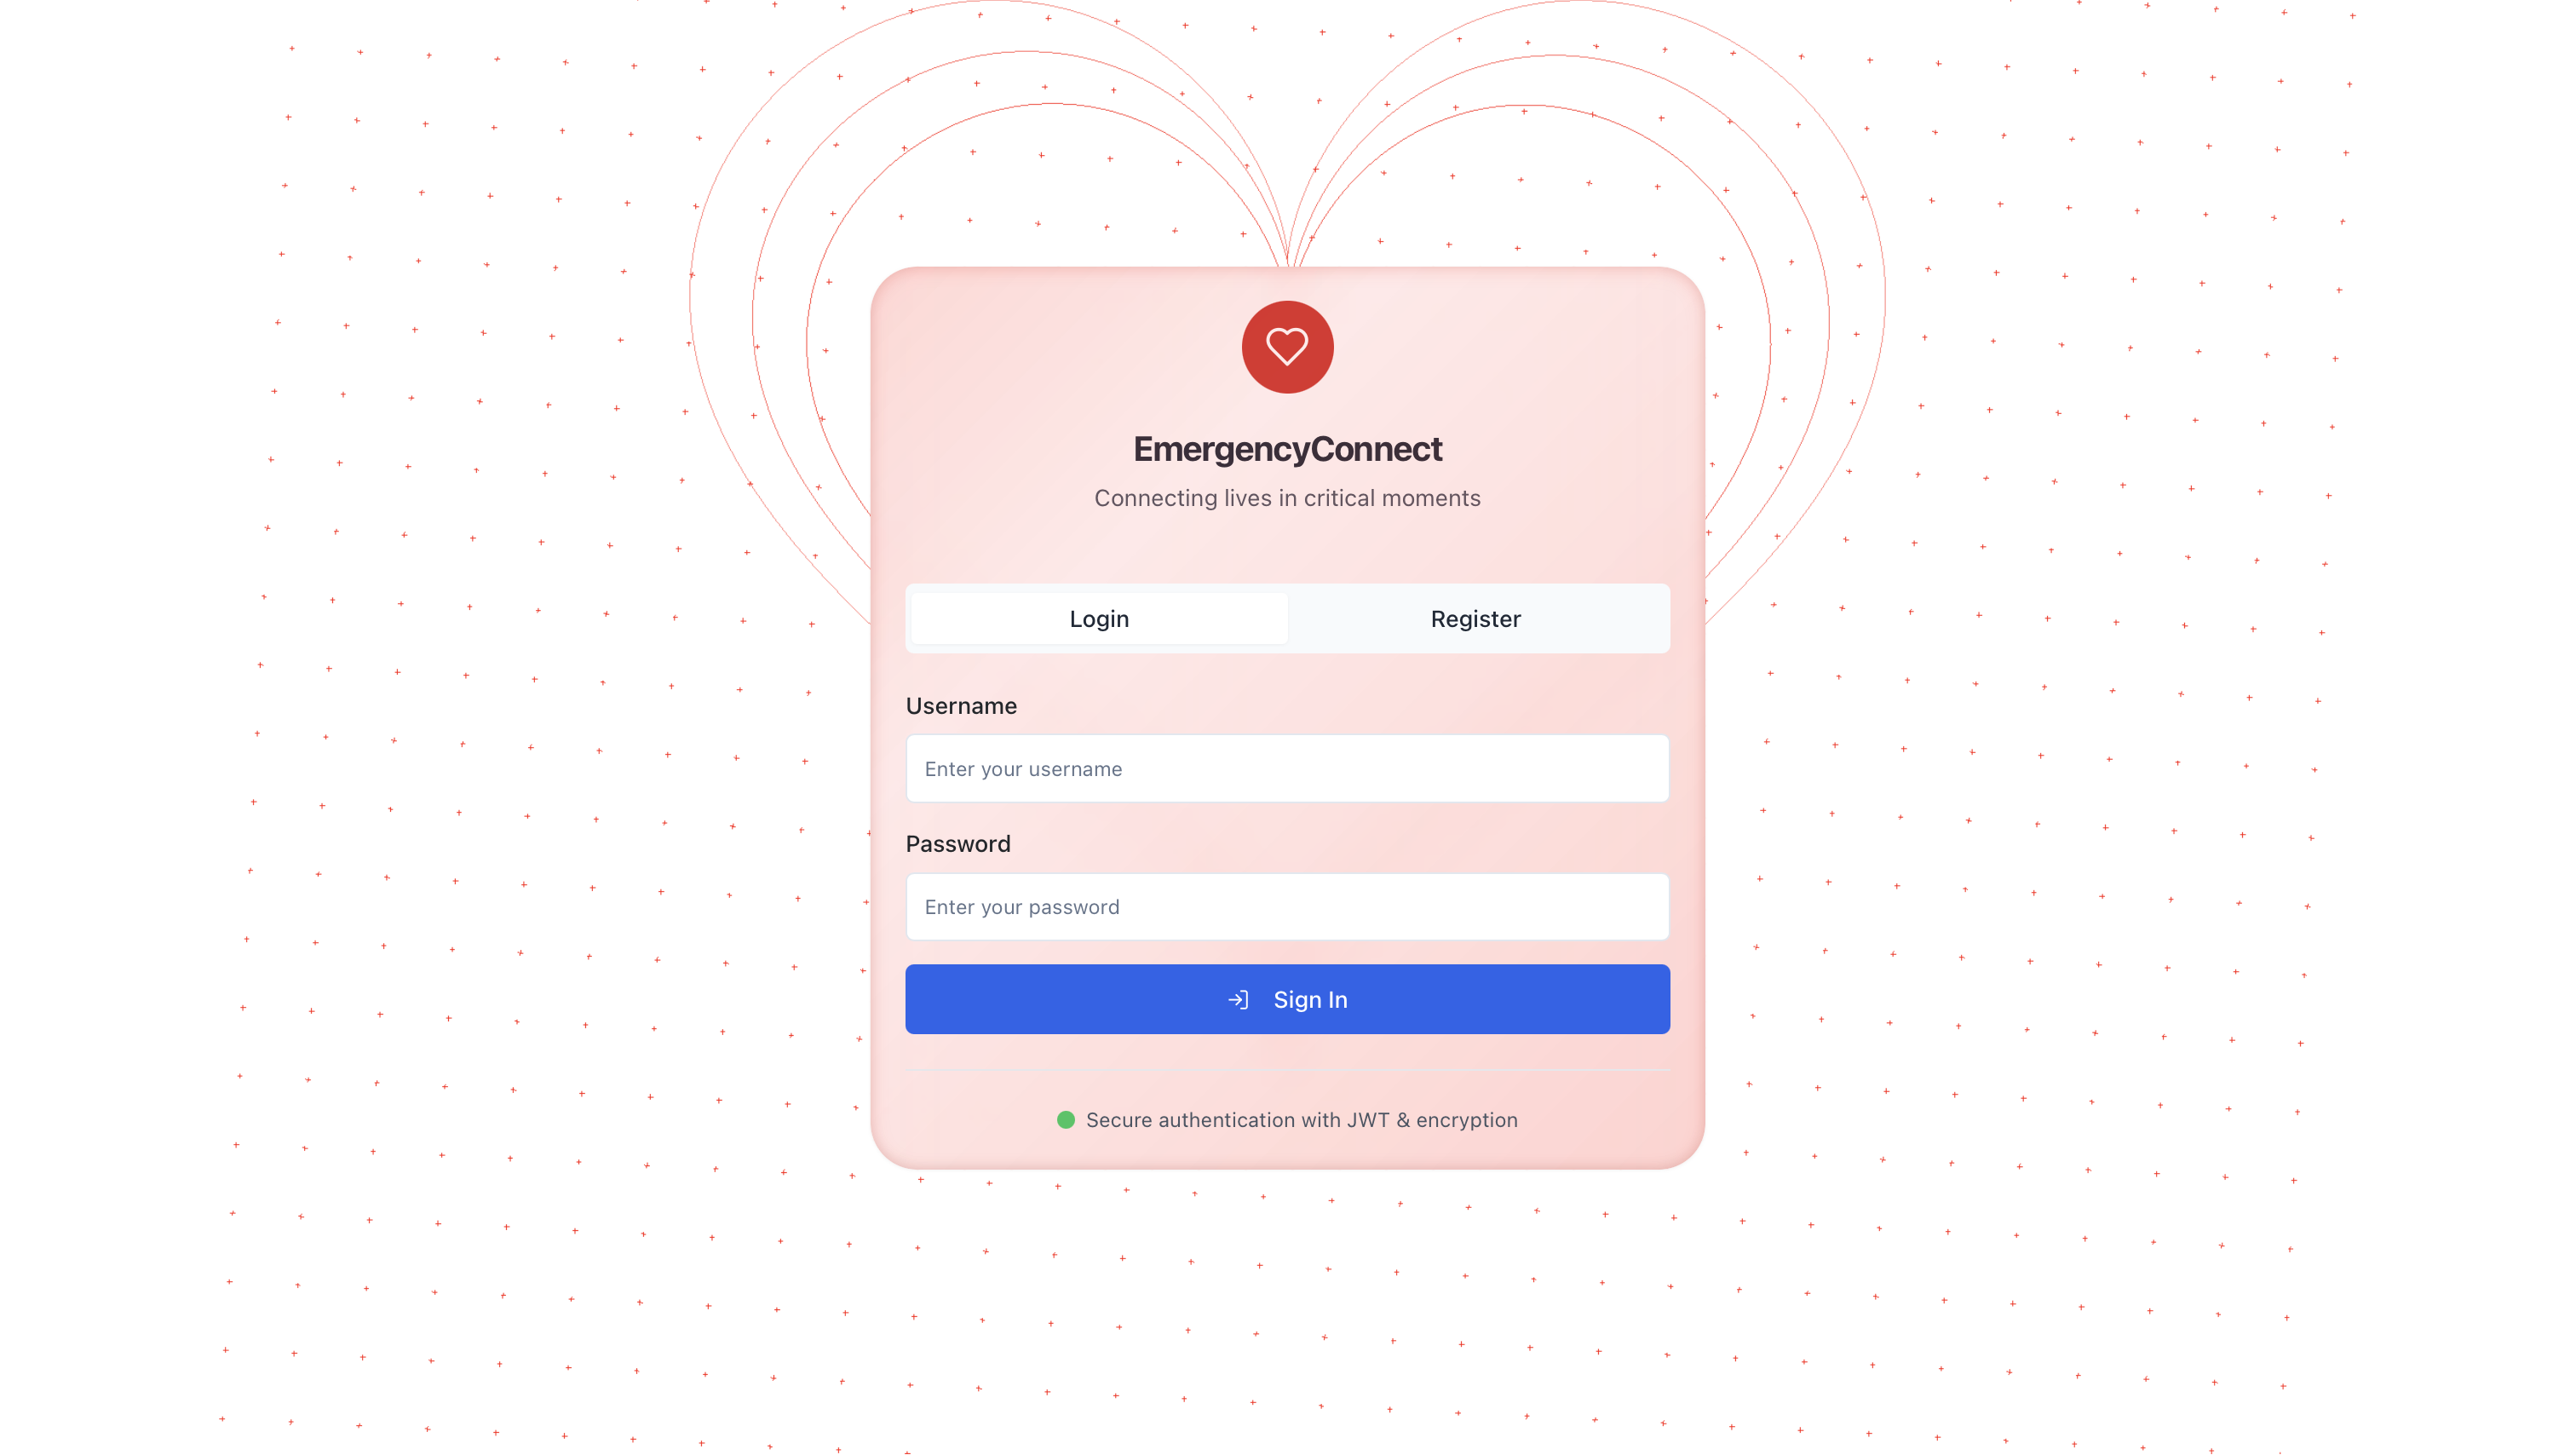 EmergencyConnect
Connecting lives in critical moments
Login Register
Username
Enter your username
Password
Enter your password
Sign In
Secure authentication with JWT & encryption